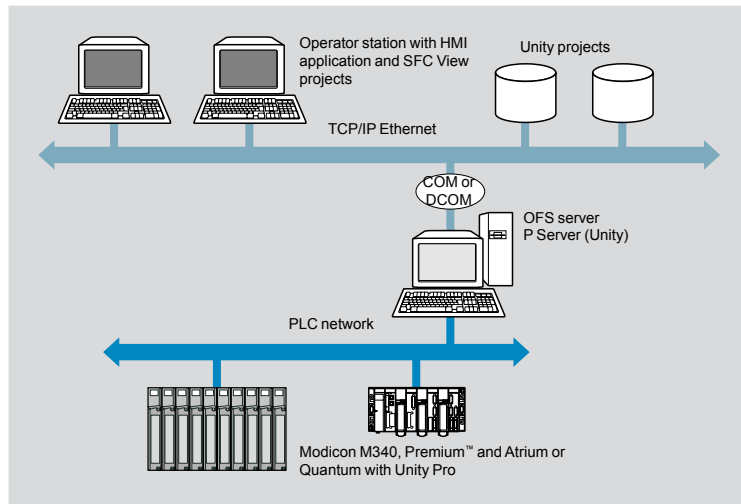 Operator station with HMI
application and SFC View
projects
Unity projects
TCP/IP Ethernet
COM or
DCOM
OFS server
P Server (Unity)
PLC network
Modicon M340, Premium™ and Atrium or
Quantum with Unity Pro